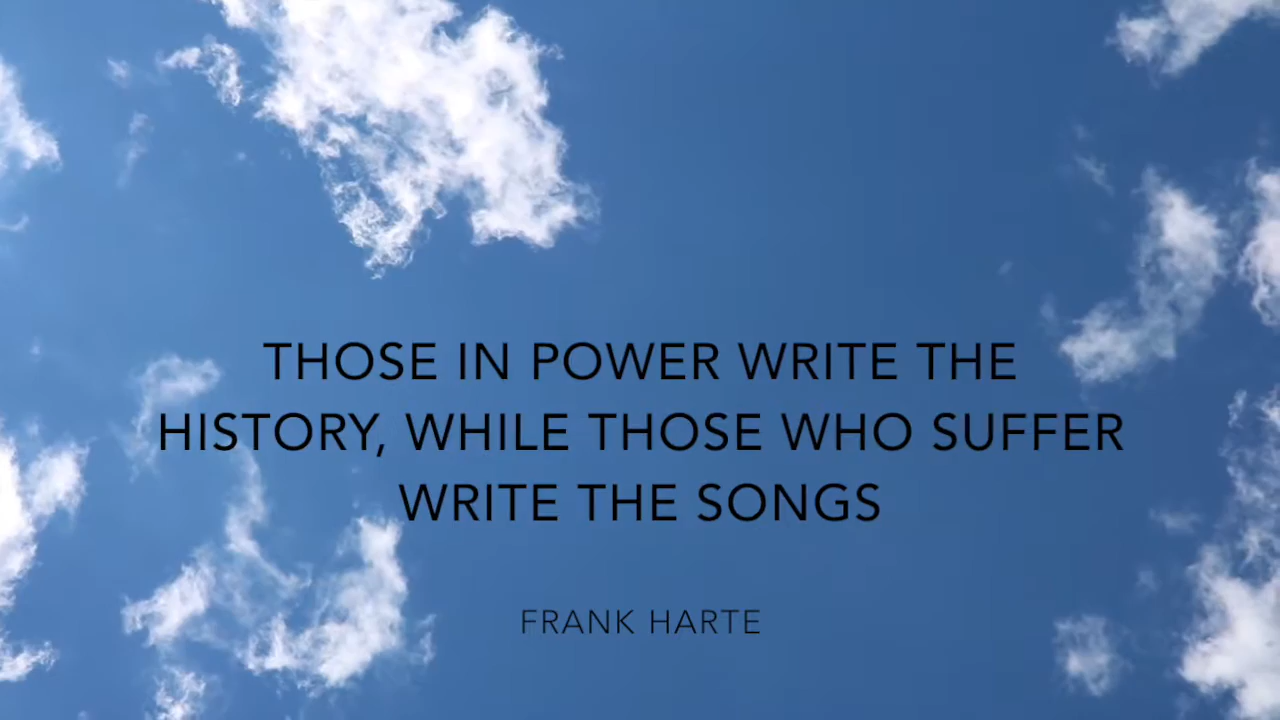 THOSE IN POWER WRITE THE
HISTORY, WHILE THOSE WHO SUFFER
WRITE THE SONGS
FRANK HARTE